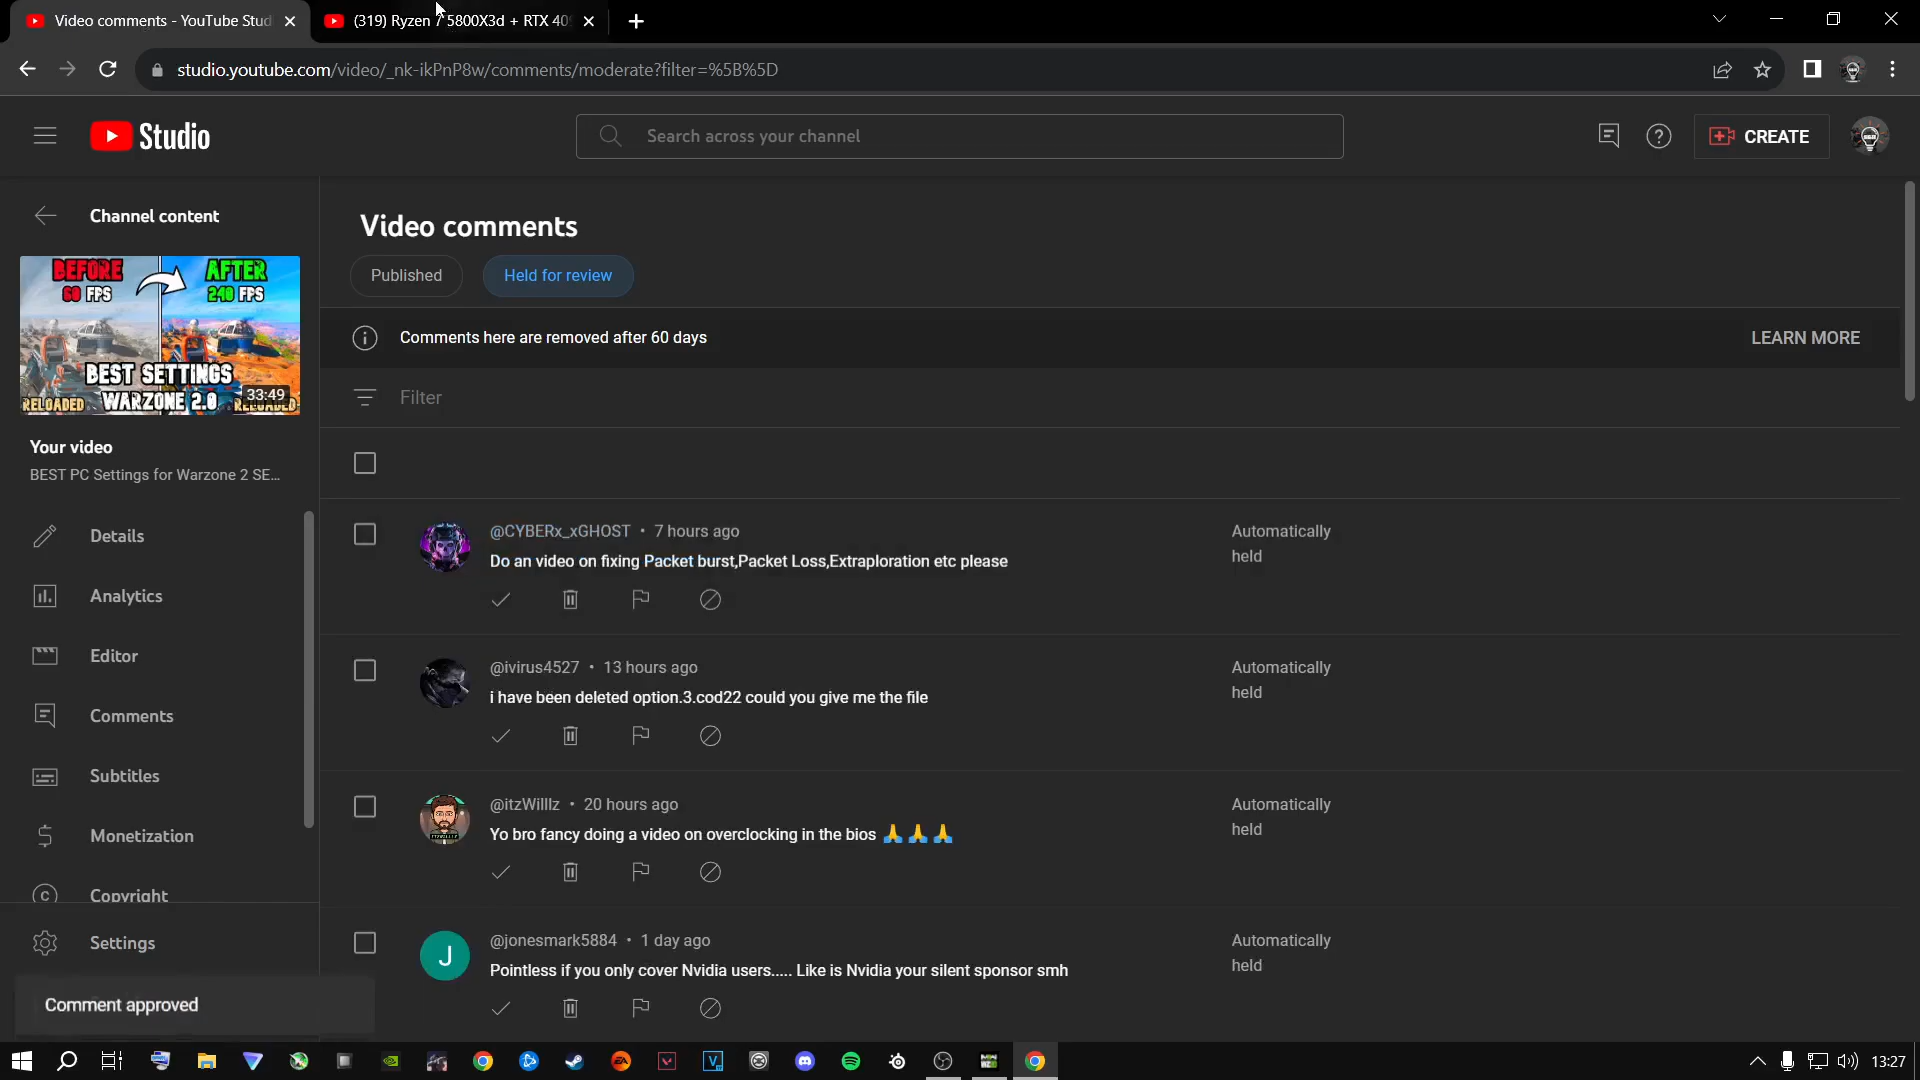 Video comments - YouTube Stud
(319) Ryzen 7 5800X3d + RTX 40
studio.youtube.com/video/_nk-ikPnP8w/comments/moderate?filter=%5B%5D
Studio
Search across your channel
CREATE
Channel content
BEFORE
60 FPS
AFTER
240 FPS
BEST SETTINGS
WARZONE 2.0
RELOADED
33:49
RELOADED
Your video
BEST PC Settings for Warzone 2 SE...
Details
Analytics
Editor
Comments
Subtitles
Monetization
Copyright
Settings
Comment approved
Video comments
Published
Held for review
Comments here are removed after 60 days
LEARN MORE
Filter
@CYBERx_xGHOST • 7 hours ago
Do an video on fixing Packet burst,Packet Loss,Extraploration etc please
Automatically
held
@ivirus4527 • 13 hours ago
i have been deleted option.3.cod22 could you give me the file
Automatically
held
@itzWilllz • 20 hours ago
Yo bro fancy doing a video on overclocking in the bios 🙏🙏🙏
Automatically
held
J
@jonesmark5884 • 1 day ago
Pointless if you only cover Nvidia users..... Like is Nvidia your silent sponsor smh
Automatically
held
13:27